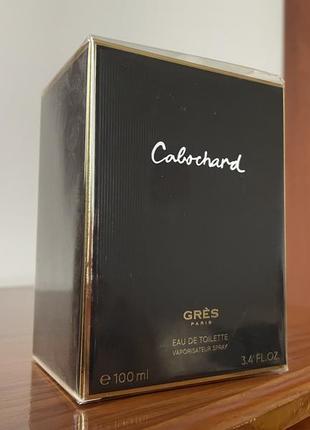 Cabochard
GRÈS
PARIS
EAU DE TOILETTE
VAPORISATEUR SPRAY
e 100 ml 3.4 FL.OZ.